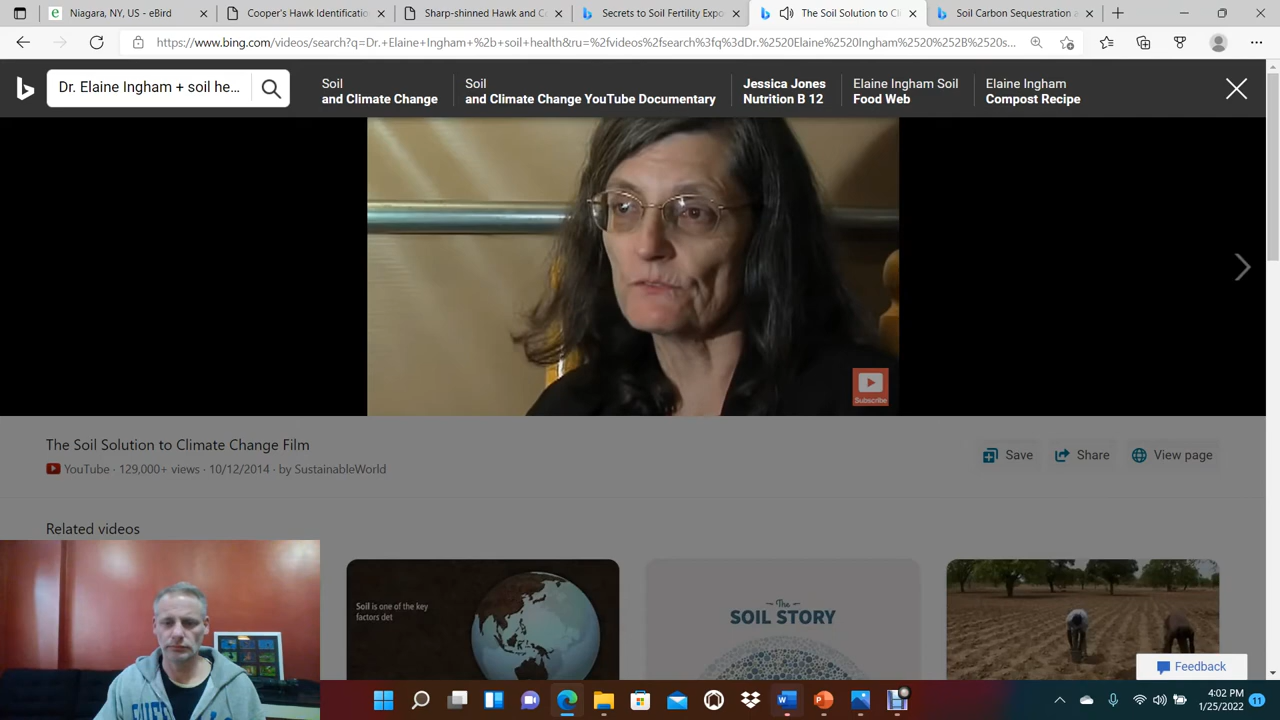 Niagara, NY, US - eBird
Cooper's Hawk Identification
Sharp-shinned Hawk and C
Secrets to Soil Fertility Expo
The Soil Solution to Cl
Soil Carbon Sequestration a
https://www.bing.com/videos/search?q=Dr.+Elaine+Ingham+%2b+soil+health&ru=%2fvideos%2fsearch%3fq%3dDr.%2520Elaine%2520Ingham%2520%252B%2520s...
Dr. Elaine Ingham + soil he...
Soil
and Climate Change
Soil
and Climate Change YouTube Documentary
Jessica Jones
Nutrition B 12
Elaine Ingham Soil
Food Web
Elaine Ingham
Compost Recipe
Subscribe
The Soil Solution to Climate Change Film
YouTube · 129,000+ views · 10/12/2014 · by SustainableWorld
Save
Share
View page
Related videos
Soil is one of the key
factors det
The
SOIL STORY
Feedback
4:02 PM
1/25/2022
11